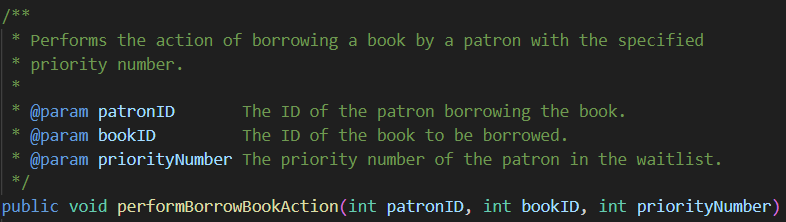 /**
 * Performs the action of borrowing a book by a patron with the specified
 * priority number.
 *
 * @param patronID       The ID of the patron borrowing the book.
 * @param bookID         The ID of the book to be borrowed.
 * @param priorityNumber The priority number of the patron in the waitlist.
 */
public void performBorrowBookAction(int patronID, int bookID, int priorityNumber)